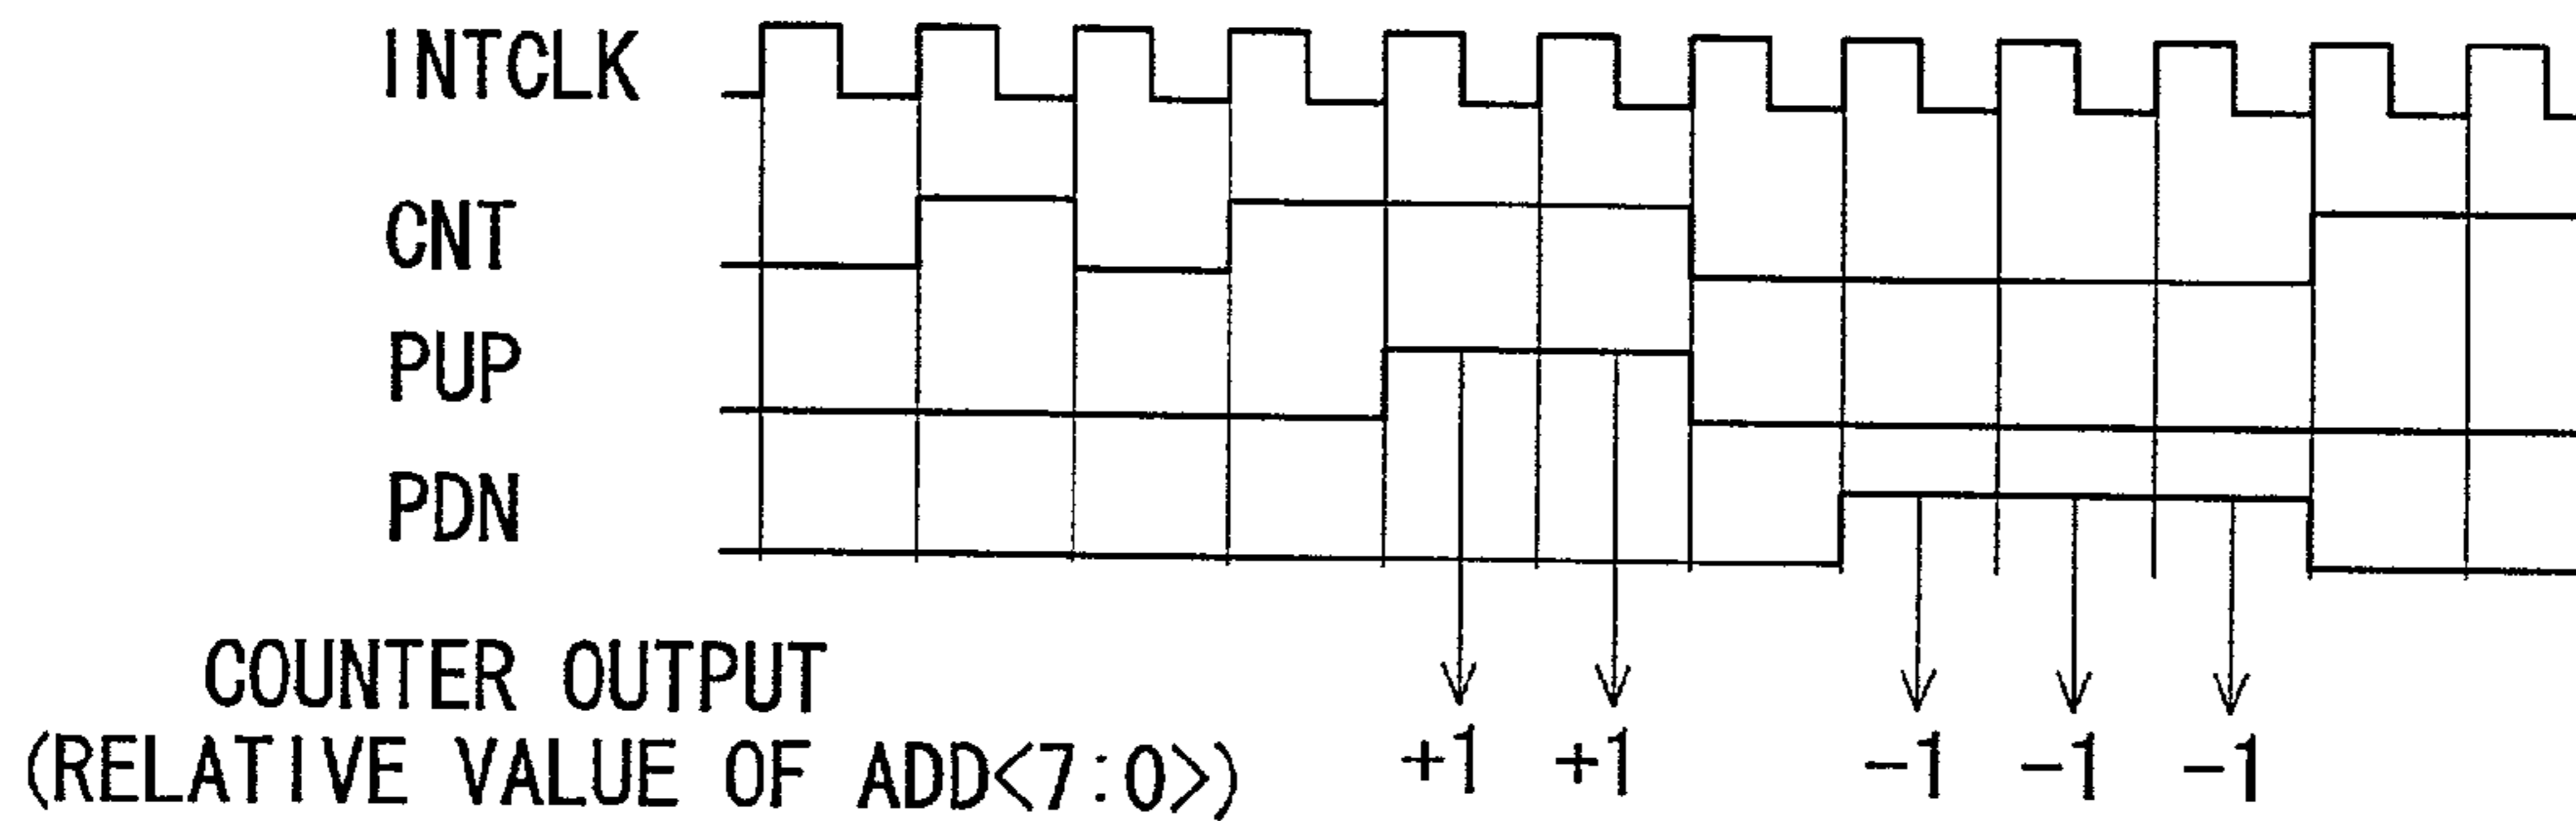 INTCLK
CNT
PUP
PDN
COUNTER OUTPUT
(RELATIVE VALUE OF ADD<7:0>)
+1 +1 -1 -1 -1